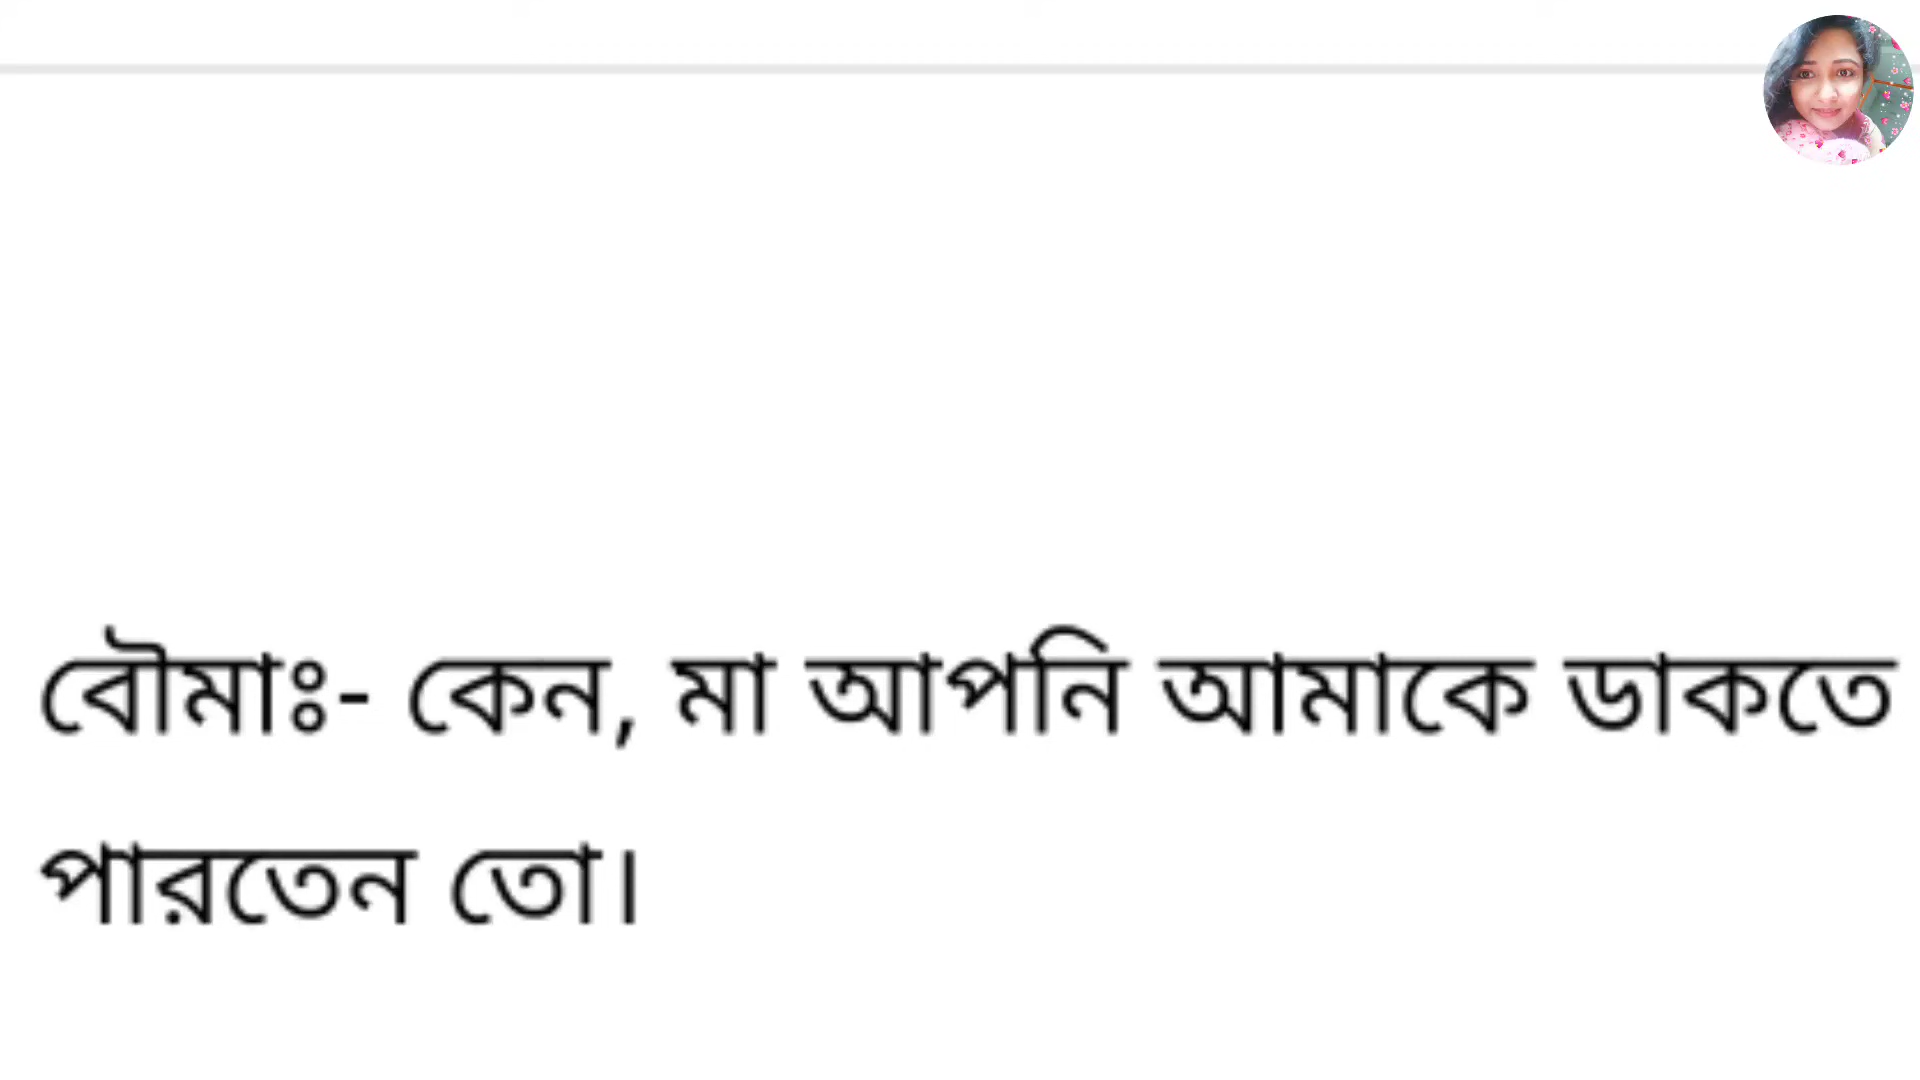 বৌমাঃ- কেন, মা আপনি আমাকে ডাকতে
পারতেন তো।